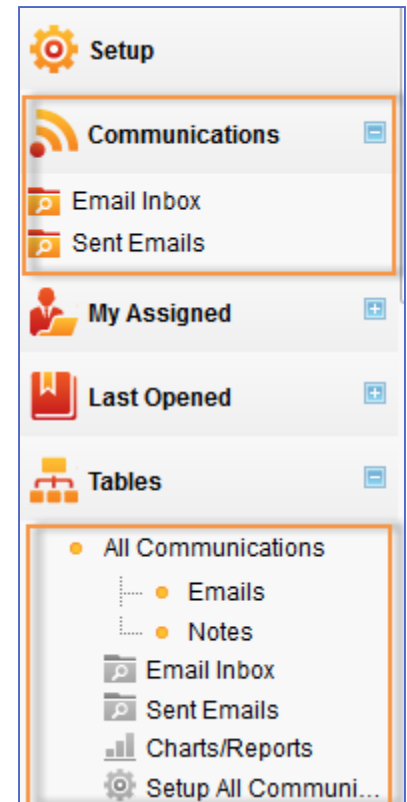 Setup
Communications
Email Inbox
Sent Emails
My Assigned
Last Opened
Tables
All Communications
Emails
Notes
Email Inbox
Sent Emails
Charts/Reports
Setup All Communi...